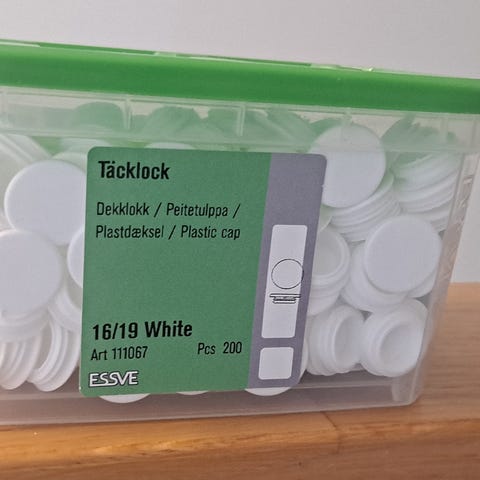 Täcklock
Dekklokk / Peitetulppa /
Plastdæksel / Plastic cap
16/19 White
Art 111067 Pcs 200
ESSVE